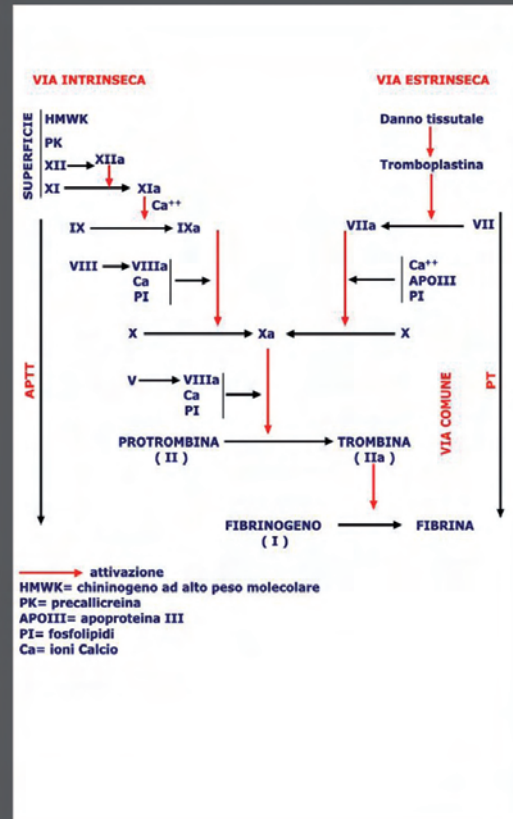 VIA INTRINSECA
VIA ESTRINSECA
SUPERFICIE
HMWK
PK
XII
XIIa
XI
XIa
Ca++
IX
IXa
VIII
VIIIa
Ca
PI
Danno tissutale
Tromboplastina
VIIa
VII
Ca++
APOIII
PI
X
Xa
X
V
VIIIa
Ca
PI
APTT
VIA COMUNE
PT
PROTROMBINA
( II )
TROMBINA
( IIa )
FIBRINOGENO
( I )
FIBRINA
attivazione
HMWK= chininogeno ad alto peso molecolare
PK= precallicreina
APOIII= apoproteina III
PI= fosfolipidi
Ca= ioni Calcio